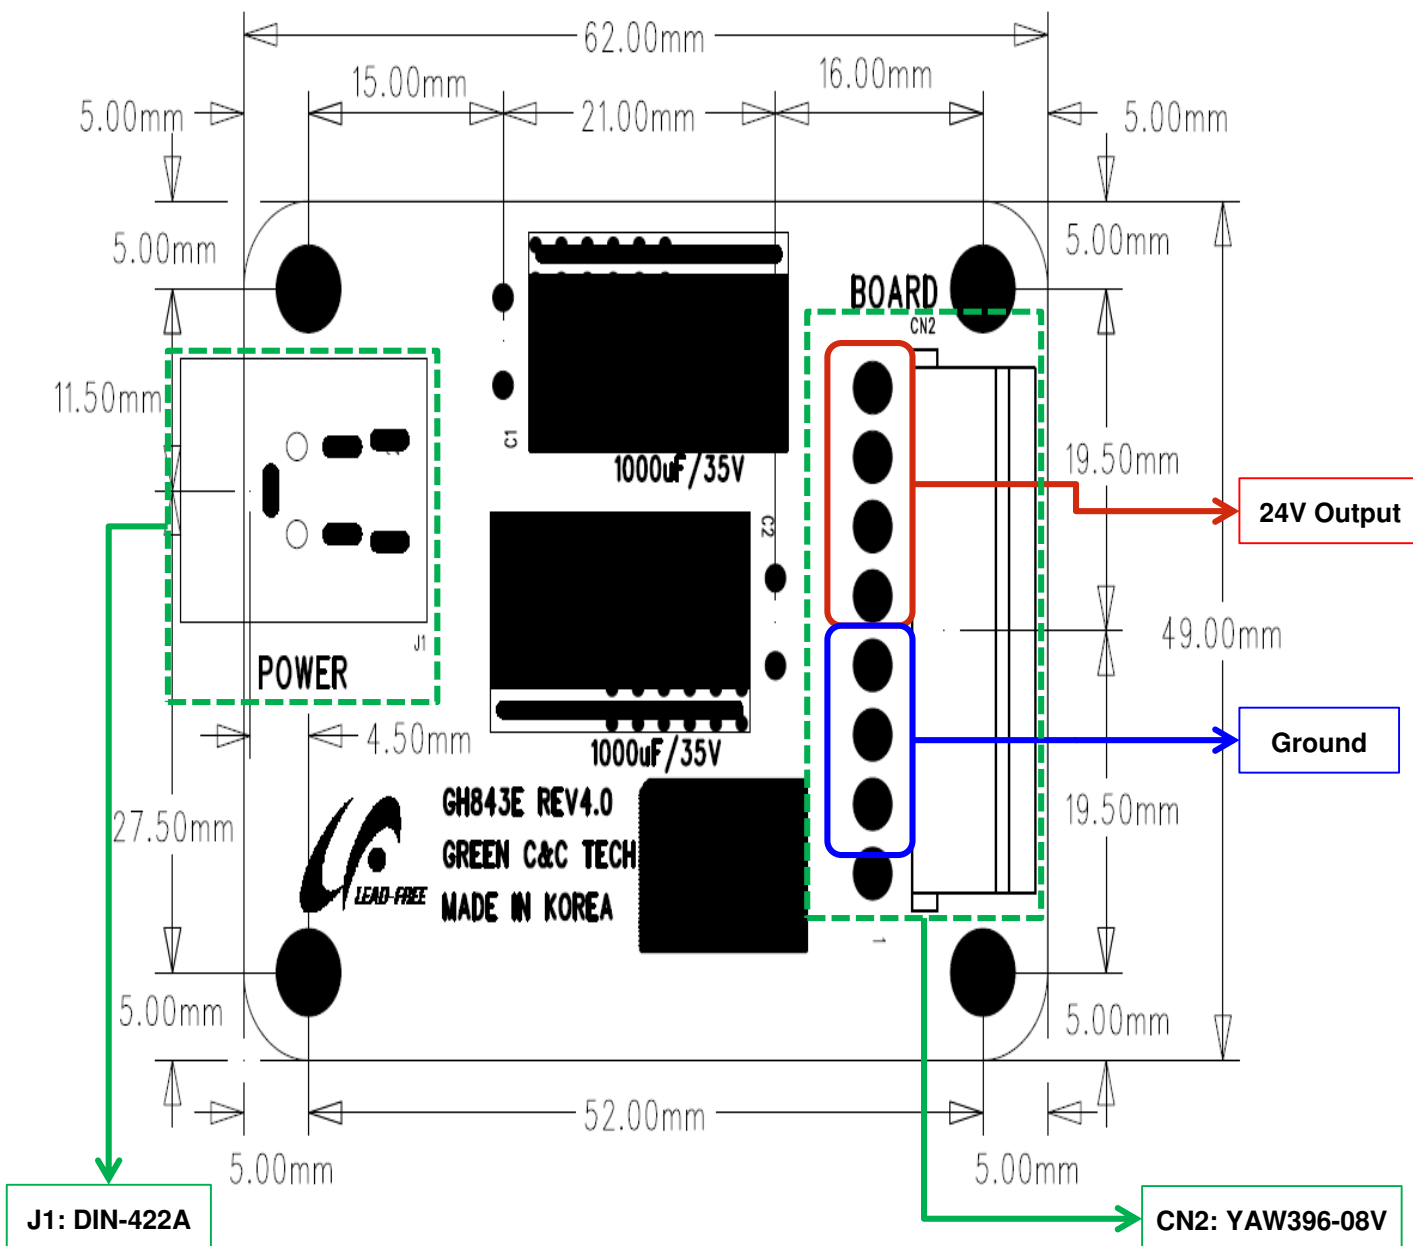 62.00mm
15.00mm
16.00mm
5.00mm
21.00mm
5.00mm
5.00mm
5.00mm
BOARD
CN2
11.50mm
C1
1000uF/35V
19.50mm
24V Output
C2
J1
POWER
49.00mm
4.50mm
1000uF/35V
Ground
27.50mm
GH843E REV4.0
19.50mm
GREEN C&C TECH
LEAD-FREE
MADE IN KOREA
1
5.00mm
5.00mm
52.00mm
5.00mm
5.00mm
J1: DIN-422A
CN2: YAW396-08V